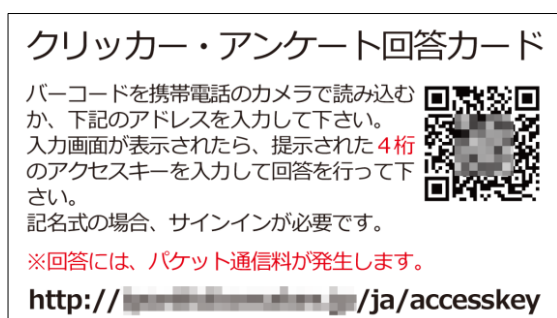 クリッカー・アンケート回答カード
バーコードを携帯電話のカメラで読み込む
か、下記のアドレスを入力して下さい。
入力画面が表示されたら、提示された4桁
のアクセスキーを入力して回答を行って下
さい。
記名式の場合、サインインが必要です。
※回答には、パケット通信料が発生します。
http:// /ja/accesskey